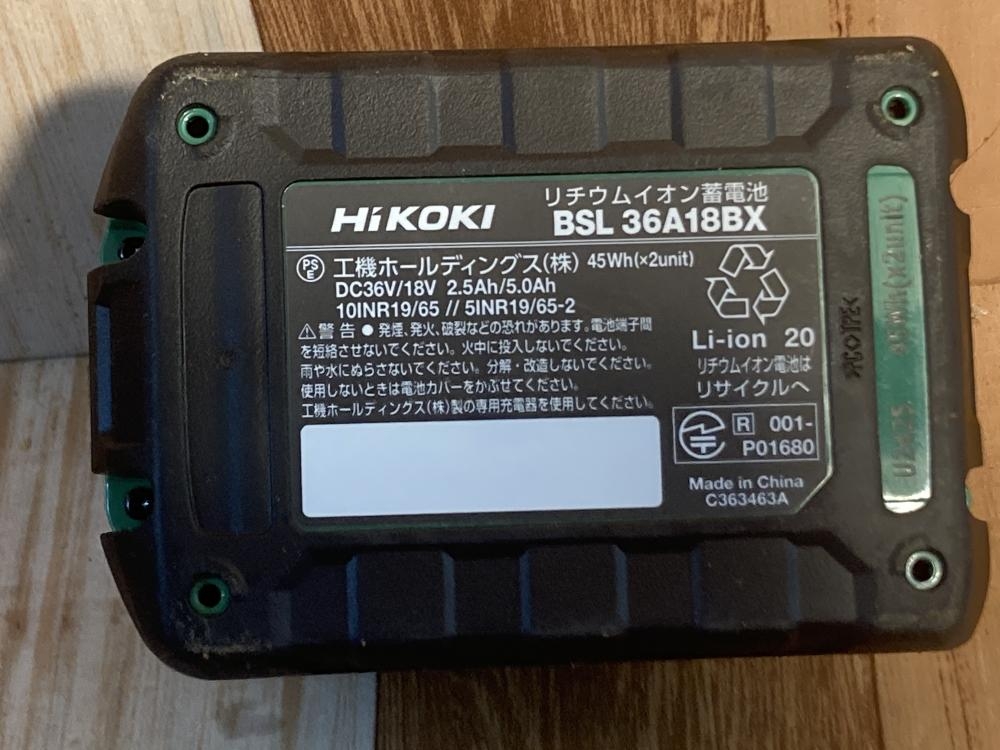 HiKOKI
リチウムイオン蓄電池
BSL 36A18BX
PS E
工機ホールディングス(株) 45Wh(×2unit)
DC36V/18V 2.5Ah/5.0Ah
10INR19/65 // 5INR19/65-2
⚠警告 ● 発煙、発火、破裂などの恐れがあります。電池端子間
を短絡させないでください。火中に投入しないでください。
雨や水にぬらさないでください。分解・改造しないでください。
使用しないときは電池カバーをかぶせてください。
工機ホールディングス(株)製の専用充電器を使用してください。
Li-ion 20
リチウムイオン電池は
リサイクルへ
R 001-
P01680
Made in China
C363463A
45Wh(×2unit)